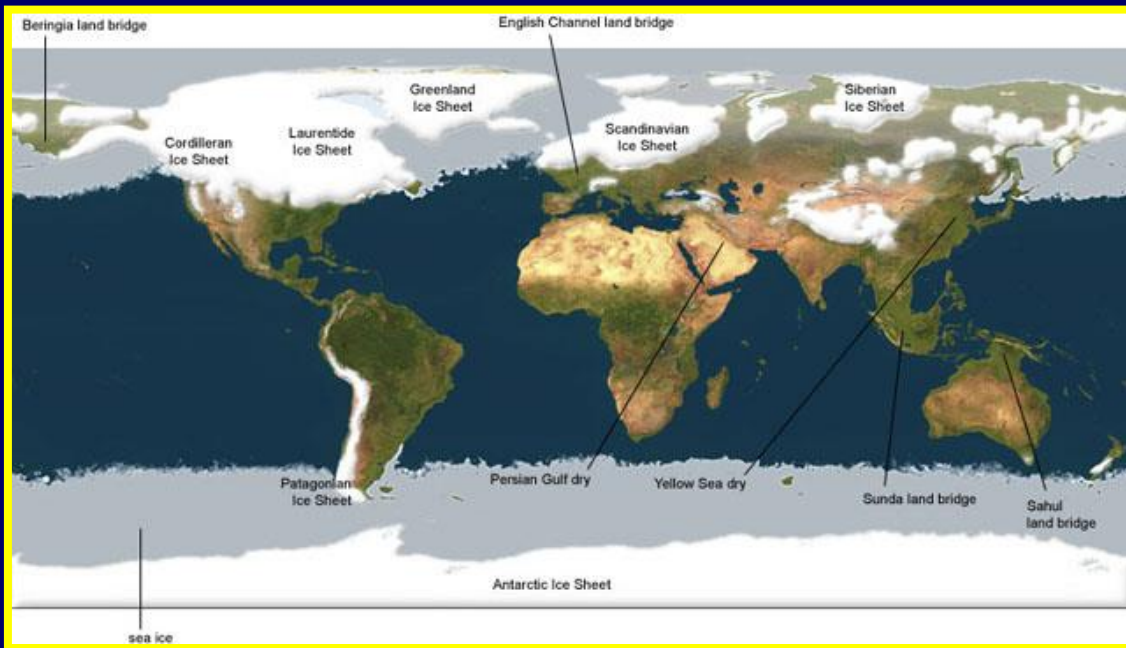 Beringia land bridge
English Channel land bridge
Greenland
Ice Sheet
Siberian
Ice Sheet
Cordilleran
Ice Sheet
Laurentide
Ice Sheet
Scandinavian
Ice Sheet
Patagonian
Ice Sheet
Persian Gulf dry
Yellow Sea dry
Sunda land bridge
Sahul
land bridge
Antarctic Ice Sheet
sea ice